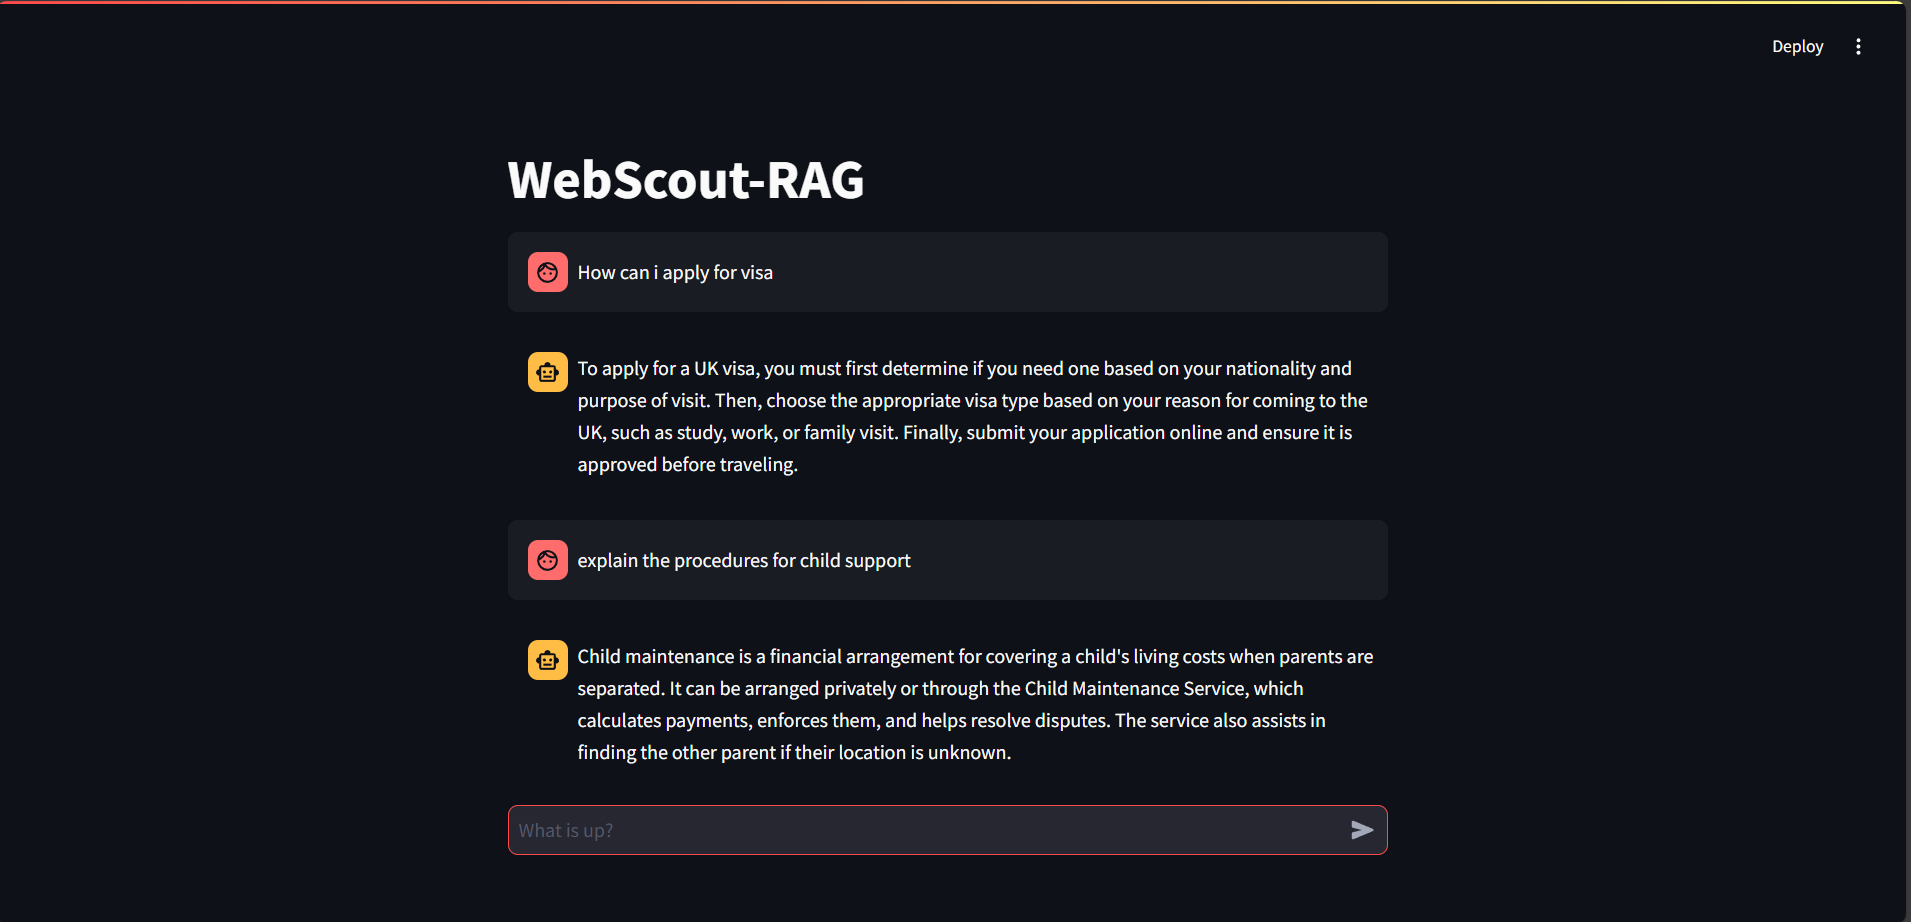 Deploy
WebScout-RAG
How can i apply for visa
To apply for a UK visa, you must first determine if you need one based on your nationality and
purpose of visit. Then, choose the appropriate visa type based on your reason for coming to the
UK, such as study, work, or family visit. Finally, submit your application online and ensure it is
approved before traveling.
explain the procedures for child support
Child maintenance is a financial arrangement for covering a child's living costs when parents are
separated. It can be arranged privately or through the Child Maintenance Service, which
calculates payments, enforces them, and helps resolve disputes. The service also assists in
finding the other parent if their location is unknown.
What is up?